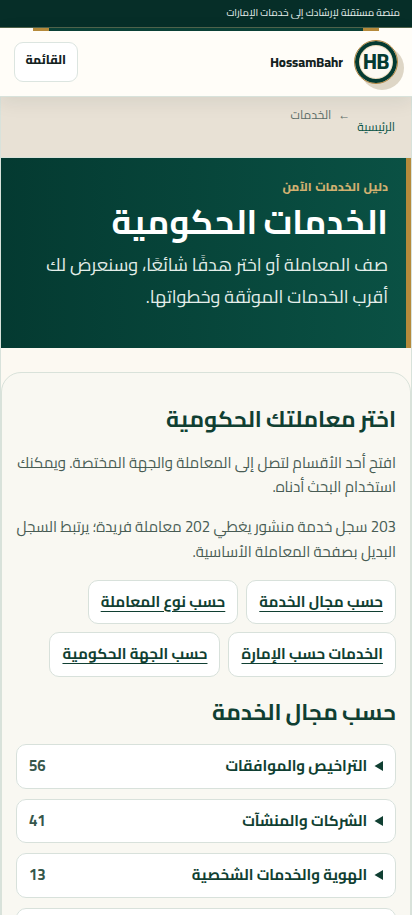 منصة مستقلة لإرشادك إلى خدمات الإمارات
HB
HossamBahr
القائمة
الرئيسية
← الخدمات
دليل الخدمات الآمن
الخدمات الحكومية
صف المعاملة أو اختر هدفًا شائعًا، وسنعرض لك
أقرب الخدمات الموثقة وخطواتها.
اختر معاملتك الحكومية
افتح أحد الأقسام لتصل إلى المعاملة والجهة المختصة. ويمكنك
استخدام البحث أدناه.
203 سجل خدمة منشور يغطي 202 معاملة فريدة؛ يرتبط السجل
البديل بصفحة المعاملة الأساسية.
حسب مجال الخدمة
حسب نوع المعاملة
الخدمات حسب الإمارة
حسب الجهة الحكومية
حسب مجال الخدمة
التراخيص والموافقات 56
الشركات والمنشآت 41
الهوية والخدمات الشخصية 13